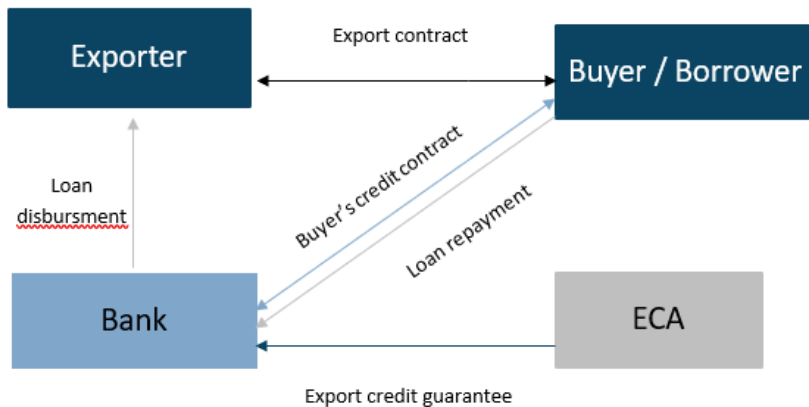 Export contract
Exporter
Buyer / Borrower
Loan
disbursment
Buyer's credit contract
Loan repayment
Bank
ECA
Export credit guarantee